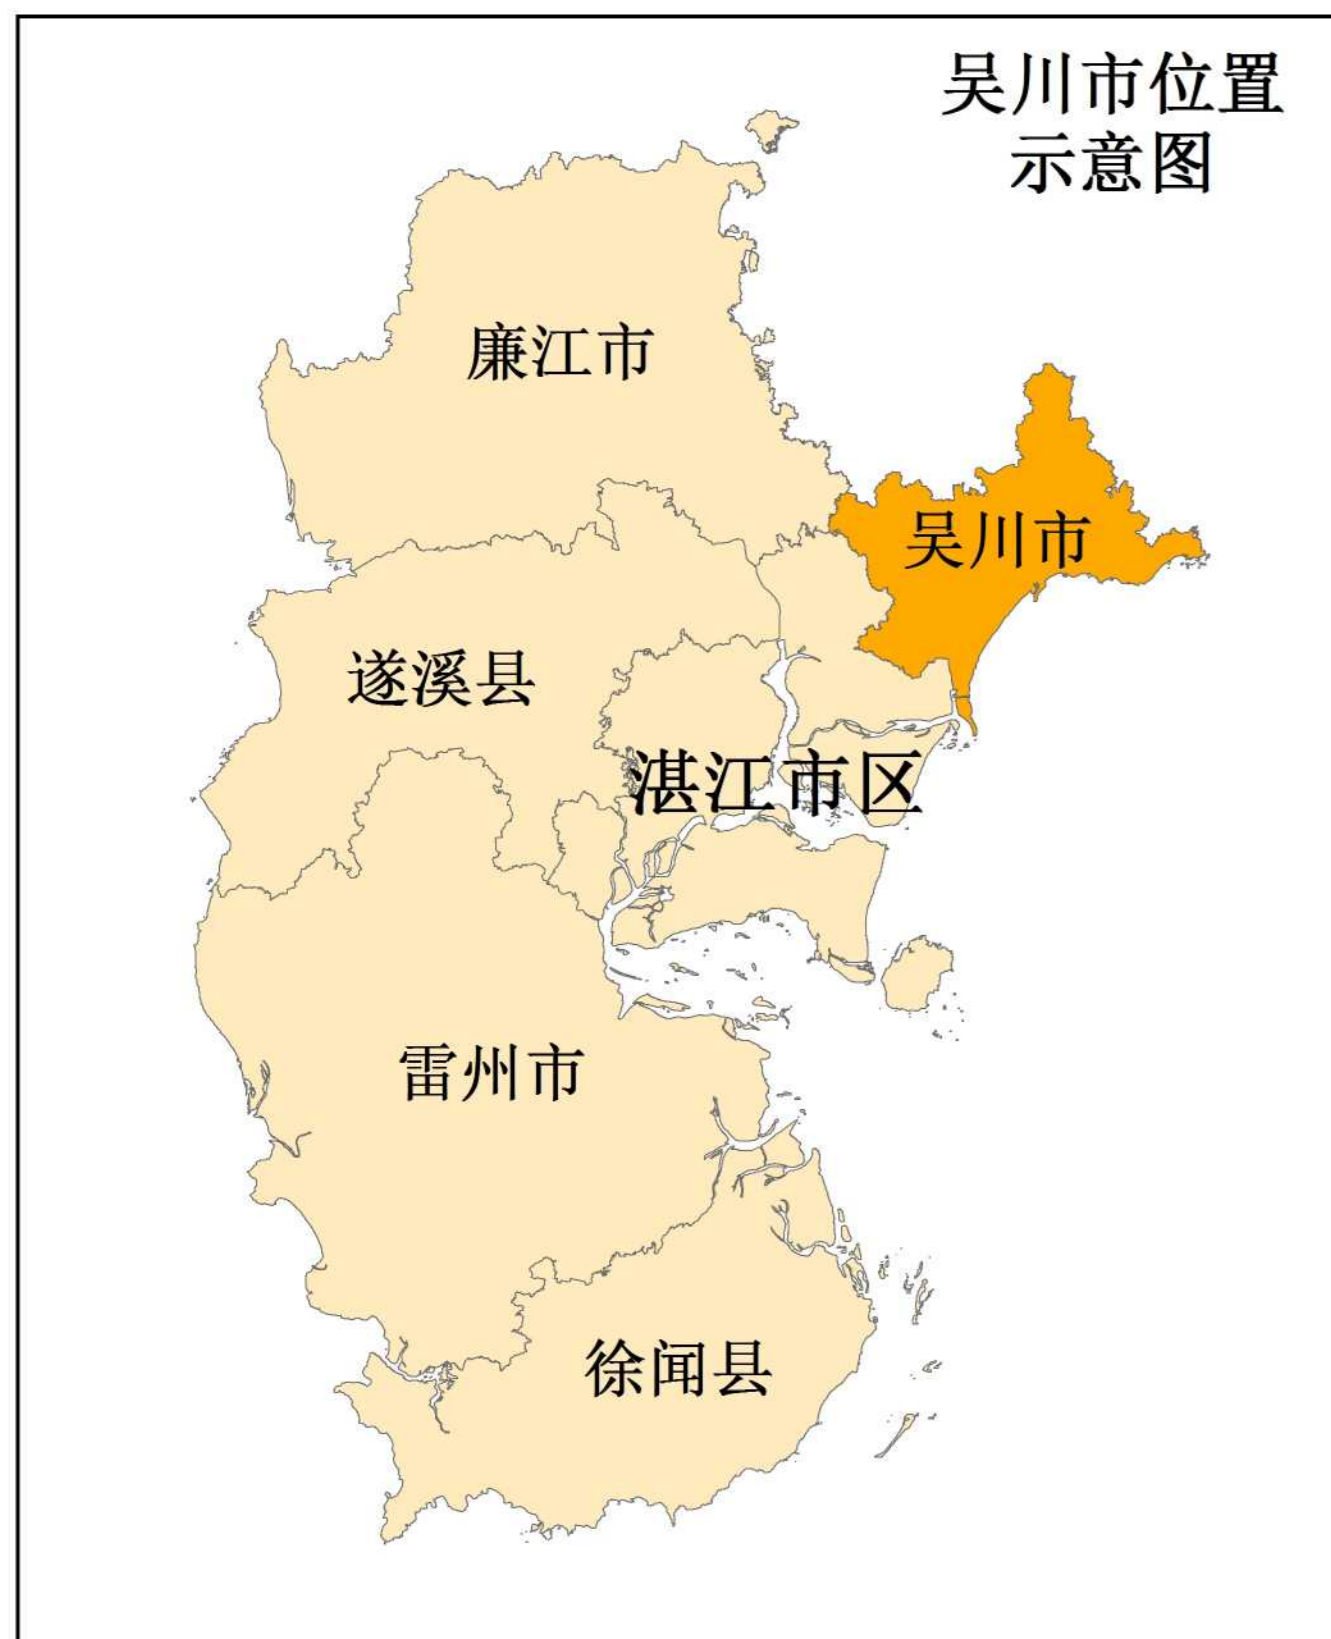 吴川市位置
示意图
廉江市
吴川市
遂溪县
湛江市区
雷州市
徐闻县